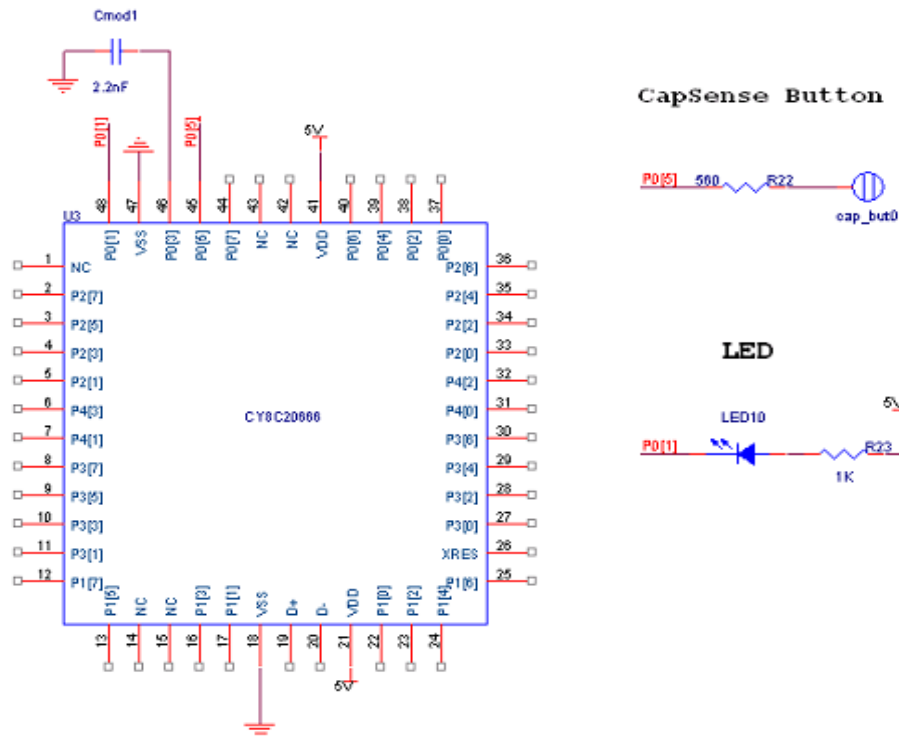 Cmod1
2.2nF
CapSense Button
P0[1]
P0[5]
5V
48
47
46
45
44
43
42
41
40
39
38
37
P0[5]
560
R22
cap_but0
U3
P0[1]
VSS
P0[3]
P0[5]
P0[7]
NC
NC
VDD
P0[6]
P0[4]
P0[2]
P0[0]
1
NC
P2[6]
36
2
P2[7]
P2[4]
35
3
P2[5]
P2[2]
34
4
P2[3]
P2[0]
33
LED
5
P2[1]
P4[2]
32
6
P4[3]
P4[0]
31
CY8C20666
LED10
5V
7
P4[1]
P3[6]
30
P0[1]
R23
1K
8
P3[7]
P3[4]
29
9
P3[5]
P3[2]
28
10
P3[3]
P3[0]
27
11
P3[1]
XRES
26
12
P1[7]
P1[6]
25
P1[5]
NC
NC
P1[3]
P1[1]
VSS
D+
D-
VDD
P1[0]
P1[2]
P1[4]
13
14
15
16
17
18
19
20
21
22
23
24
5V